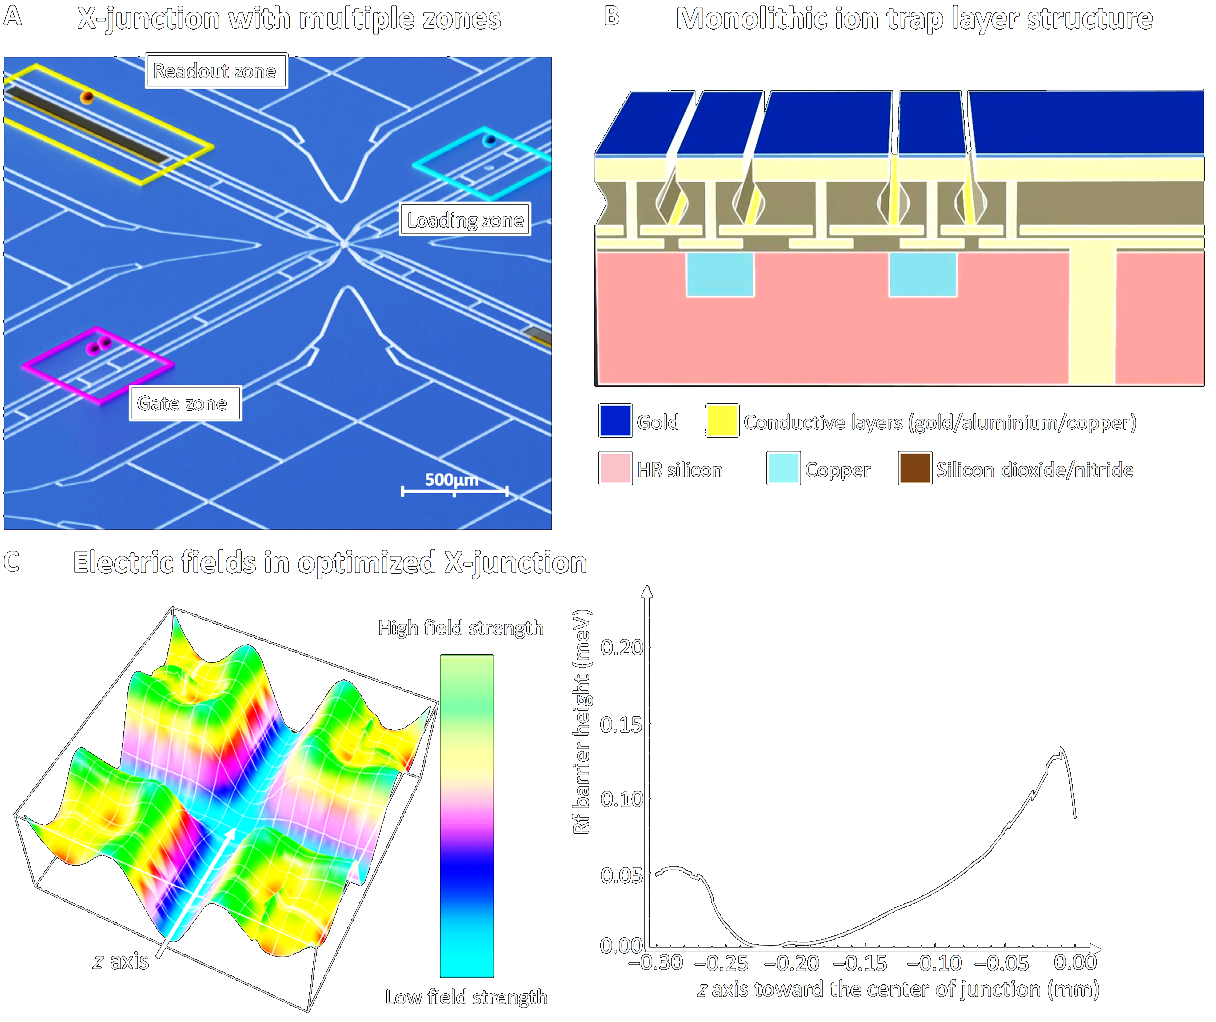 A X-junction with multiple zones
Readout zone
Loading zone
Gate zone
500µm
B Monolithic ion trap layer structure
Gold
Conductive layers (gold/aluminium/copper)
HR silicon
Copper
Silicon dioxide/nitride
C Electric fields in optimized X-junction
High field strength
Low field strength
z axis
Rf barrier height (meV)
0.20
0.15
0.10
0.05
0.00
−0.30 −0.25 −0.20 −0.15 −0.10 −0.05 0.00
z axis toward the center of junction (mm)